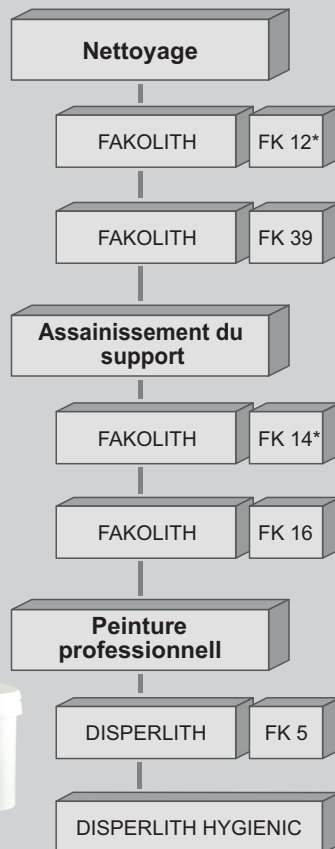 Nettoyage
FAKOLITH FK 12*
FAKOLITH FK 39
Assainissement du
support
FAKOLITH FK 14*
FAKOLITH FK 16
Peinture
professionnell
DISPERLITH FK 5
DISPERLITH HYGIENIC